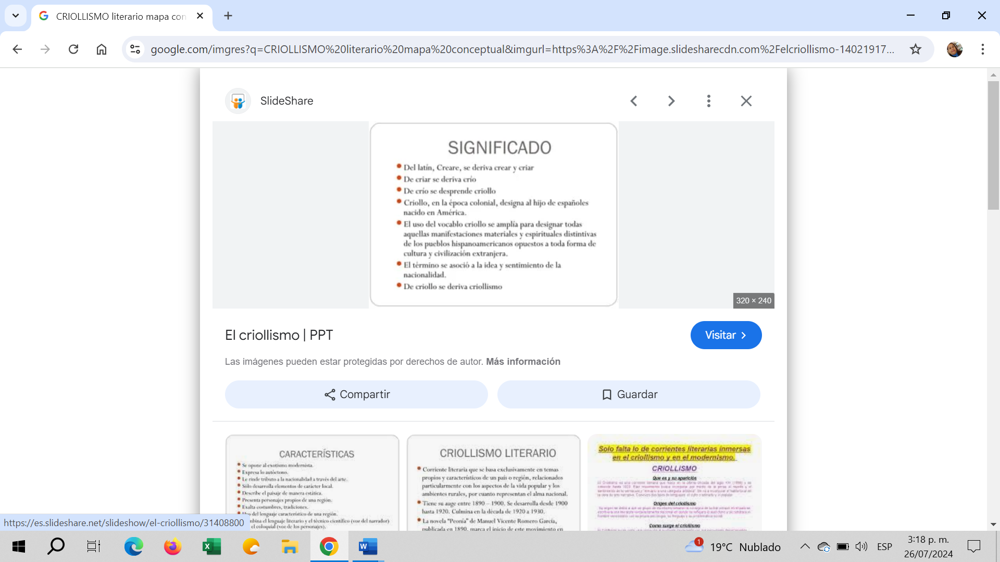 CRIOLLISMO literario mapa con
google.com/imgres?q=CRIOLLISMO%20literario%20mapa%20conceptual&imgurl=https%3A%2F%2Fimage.slidesharecdn.com%2Felcriollismo-14021917...
SlideShare
SIGNIFICADO
Del latín, Creare, se deriva crear y criar
De criar se deriva crío
De crío se desprende criollo
Criollo, en la época colonial, designa al hijo de españoles
nacido en América.
El uso del vocablo criollo se amplía para designar todas
aquellas manifestaciones materiales y espirituales distintivas
de los pueblos hispanoamericanos opuestos a toda forma de
cultura y civilización extranjera.
El término se asoció a la idea y sentimiento de la
nacionalidad.
De criollo se deriva criollismo
320 × 240
El criollismo | PPT
Visitar
Las imágenes pueden estar protegidas por derechos de autor. Más información
Compartir
Guardar
CARACTERÍSTICAS
Se opone al exotismo modernista.
Expresa lo autóctono.
Le rinde tributo a la nacionalidad a través del arte.
Sólo desarrolla elementos de carácter local.
Describe el paisaje de manera estática.
Presenta personajes propios de una región.
Exalta costumbres, tradiciones.
del lenguaje característico de una región.
el lenguaje literario y el técnico científico (voz del narrador)
el coloquial (voz de los personajes).
CRIOLLISMO LITERARIO
Corriente literaria que se basa exclusivamente en temas
propios y característicos de un país o región, relacionados
particularmente con los aspectos de la vida popular y los
ambientes rurales, por cuanto representan el alma nacional.
Tiene su auge entre 1890 – 1900. Se desarrolla desde 1900
hasta 1920. Culmina en la década de 1920 a 1930.
La novela "Peonía" de Manuel Vicente Romero García,
publicada en 1890, marca el inicio de este movimiento en
Solo falta lo de corrientes literarias inmersas
en el criollismo y en el modernismo.
CRIOLLISMO
Que es y su aparición
Origen del criollismo
Como surge el criollismo
https://es.slideshare.net/slideshow/el-criollismo/31408800
1
19°C Nublado
ESP
3:18 p. m.
26/07/2024